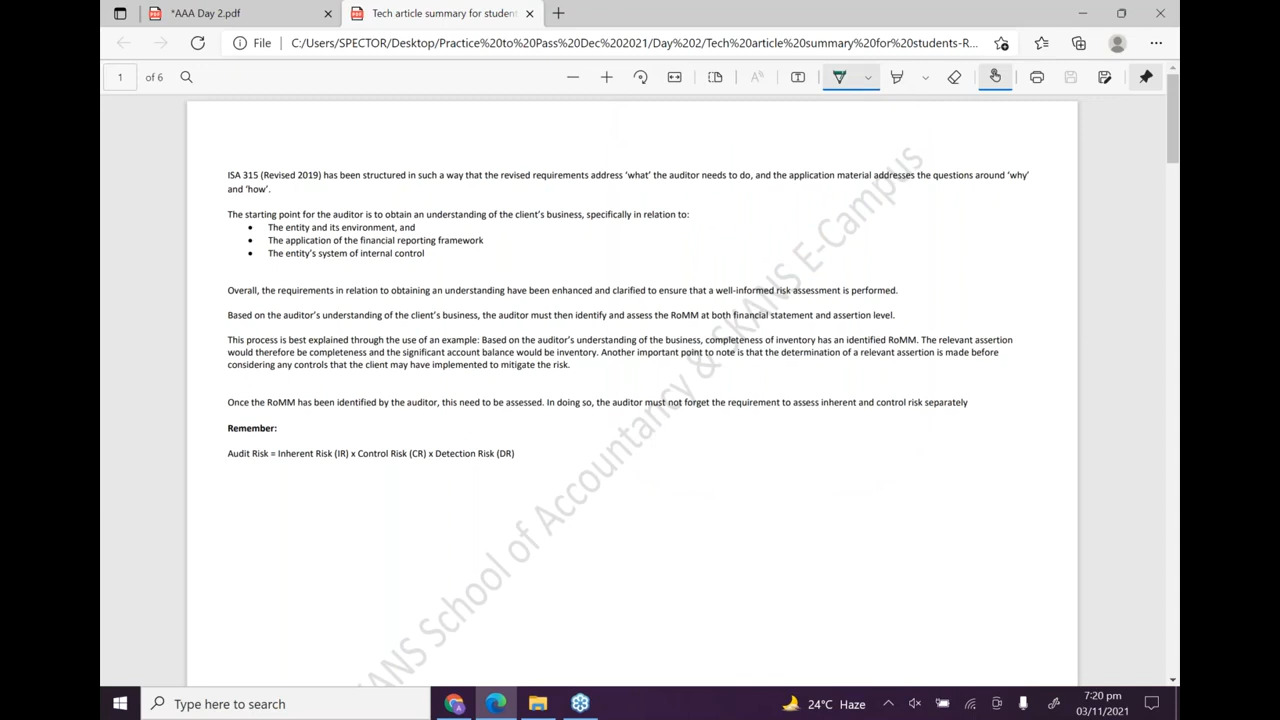 *AAA Day 2.pdf
Tech article summary for student
File
C:/Users/SPECTOR/Desktop/Practice%20to%20Pass%20Dec%202021/Day%202/Tech%20article%20summary%20for%20students-R...
1 of 6
ISA 315 (Revised 2019) has been structured in such a way that the revised requirements address ‘what’ the auditor needs to do, and the application material addresses the questions around ‘why’
and ‘how’.
The starting point for the auditor is to obtain an understanding of the client’s business, specifically in relation to:
• The entity and its environment, and
• The application of the financial reporting framework
• The entity’s system of internal control
Overall, the requirements in relation to obtaining an understanding have been enhanced and clarified to ensure that a well-informed risk assessment is performed.
Based on the auditor’s understanding of the client’s business, the auditor must then identify and assess the RoMM at both financial statement and assertion level.
This process is best explained through the use of an example: Based on the auditor’s understanding of the business, completeness of inventory has an identified RoMM. The relevant assertion
would therefore be completeness and the significant account balance would be inventory. Another important point to note is that the determination of a relevant assertion is made before
considering any controls that the client may have implemented to mitigate the risk.
Once the RoMM has been identified by the auditor, this need to be assessed. In doing so, the auditor must not forget the requirement to assess inherent and control risk separately
Remember:
Audit Risk = Inherent Risk (IR) x Control Risk (CR) x Detection Risk (DR)
ANS School of Accountancy & SKANS E-Campus
Type here to search
24°C Haze
7:20 pm
03/11/2021